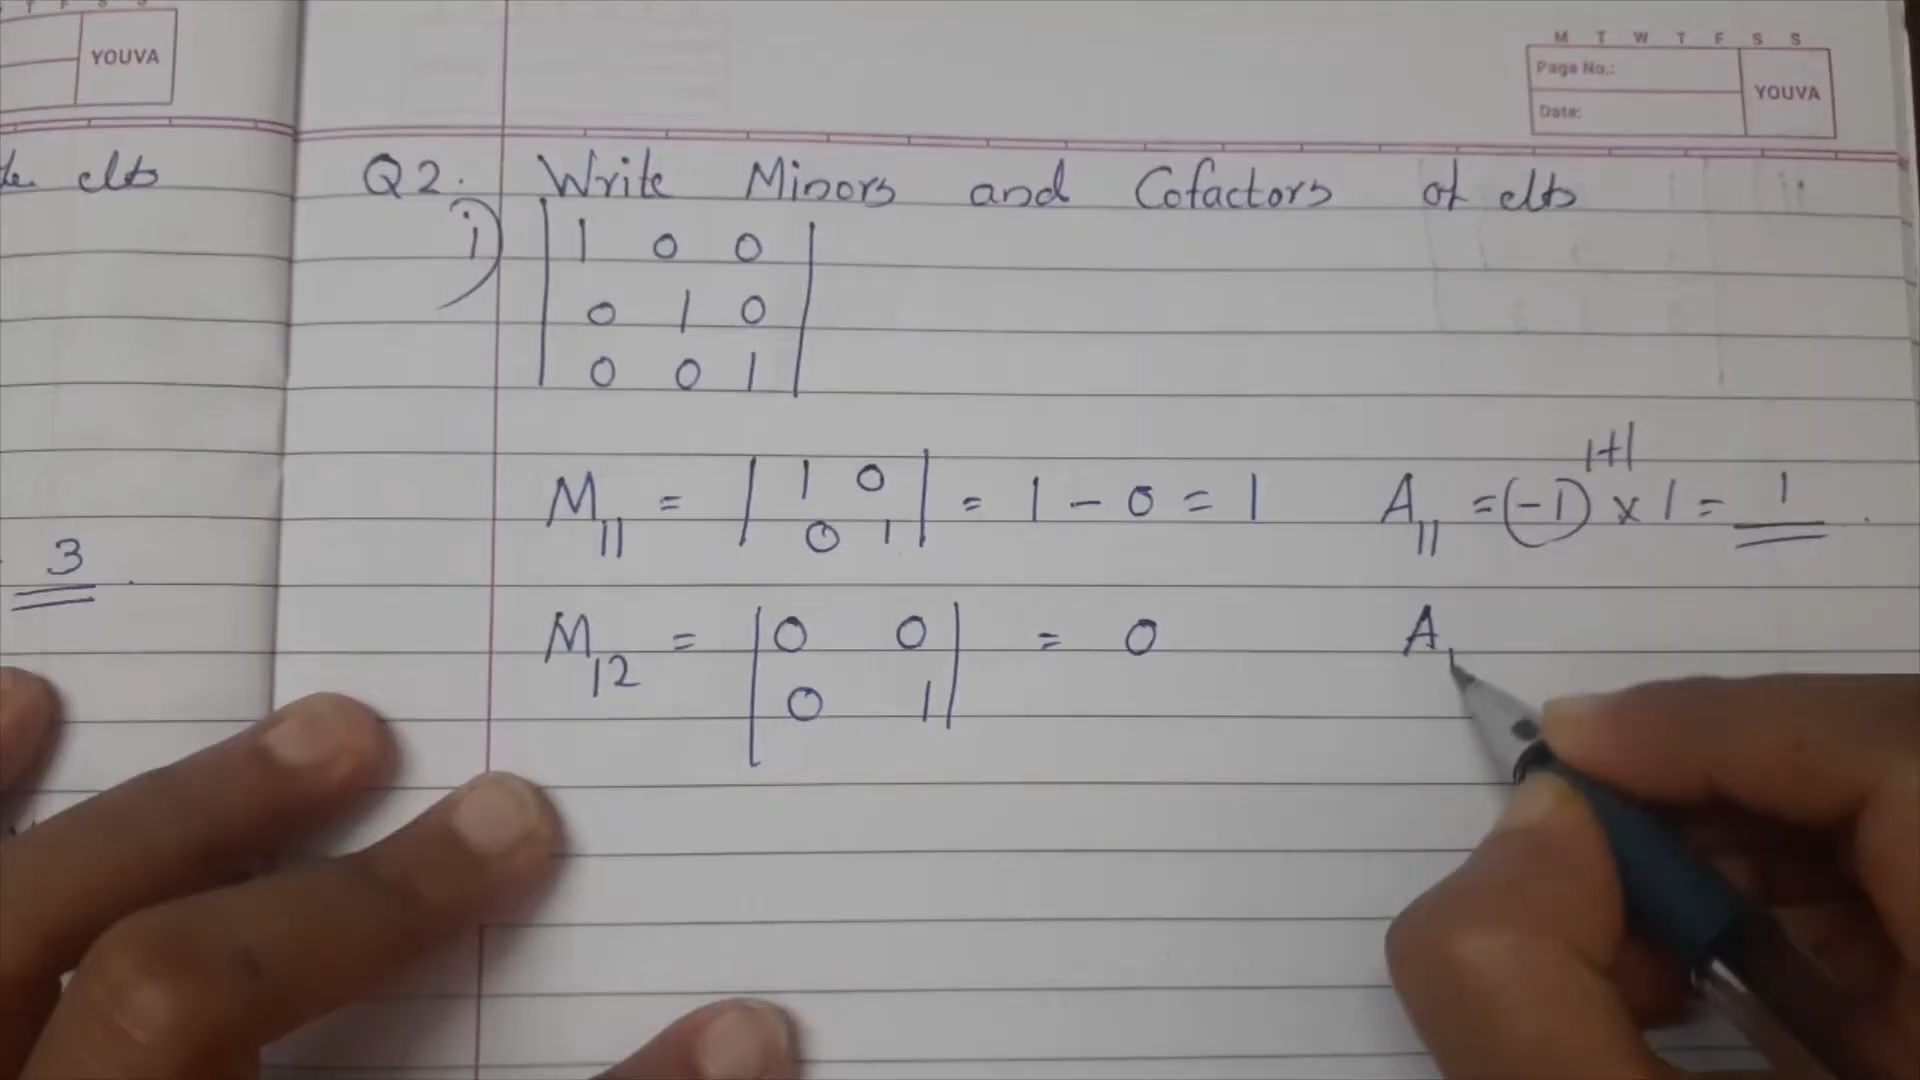 T F S S
YOUVA
M T W T F S S
Page No.:
YOUVA
Date:
elts
3
Q2. Write Minors and Cofactors of elts
i) | 1 0 0 |
| 0 1 0 |
| 0 0 1 |
M11 = | 1 0 | = 1 - 0 = 1 A11 = (-1)^1+1 x 1 = 1
| 0 1 |
M12 = | 0 0 | = 0 A
| 0 1 |